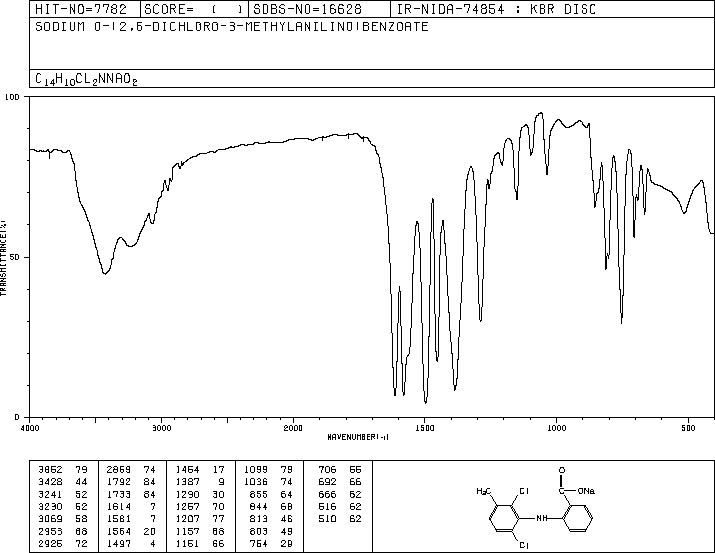 HIT-NO=7782 SCORE= ( ) SDBS-NO=16628 IR-NIDA-74854 : KBR DISC
SODIUM O-(2,6-DICHLORO-3-METHYLANILINO)BENZOATE
C14H10CL2NNAO2
100
TRANSMITTANCE(%)
50
0
4000 3000 2000 1500 1000 500
WAVENUMBER(-1)
3862 79 2869 74 1454 17 1099 79 706 55
3428 44 1792 84 1387 9 1036 74 692 66
3241 52 1733 84 1290 30 855 64 666 62
3230 52 1614 7 1257 70 844 68 516 62
3069 58 1581 7 1207 77 813 46 510 62
2953 68 1564 20 1157 88 803 49
2925 72 1497 4 1151 66 754 29
O
H3C Cl C ONa
NH
Cl